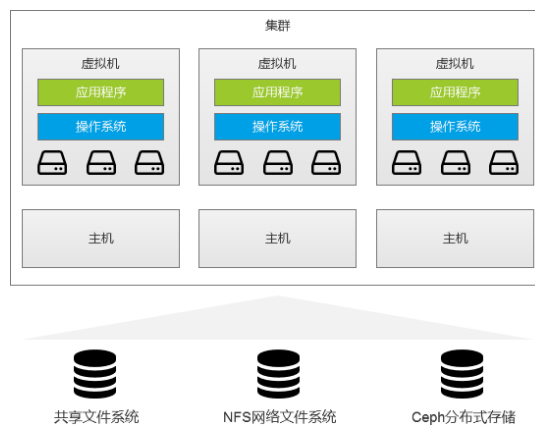 集群
虚拟机 虚拟机 虚拟机
应用程序 应用程序 应用程序
操作系统 操作系统 操作系统
主机 主机 主机
共享文件系统 NFS网络文件系统 Ceph分布式存储